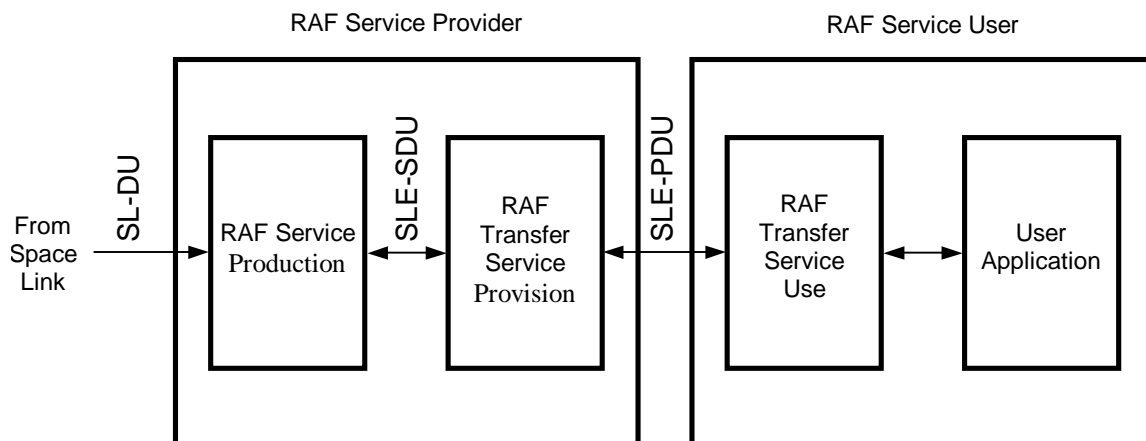 RAF Service Provider
RAF Service User
SL-DU
SLE-SDU
SLE-PDU
From
Space
Link
RAF Service
Production
RAF
Transfer
Service
Provision
RAF
Transfer
Service
Use
User
Application